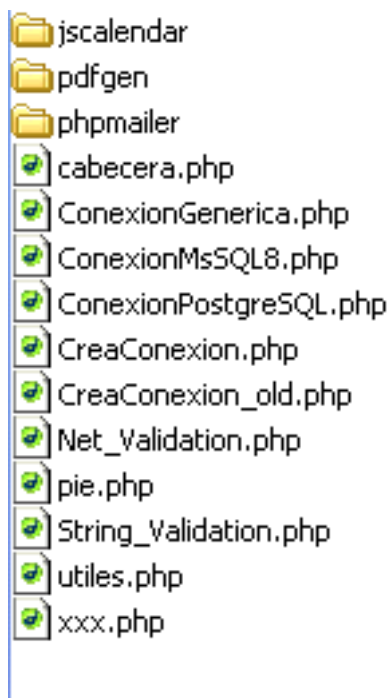 jscalendar
pdfgen
phpmailer
cabecera.php
ConexionGenerica.php
ConexionMsSQL8.php
ConexionPostgreSQL.php
CreaConexion.php
CreaConexion_old.php
Net_Validation.php
pie.php
String_Validation.php
utiles.php
xxx.php